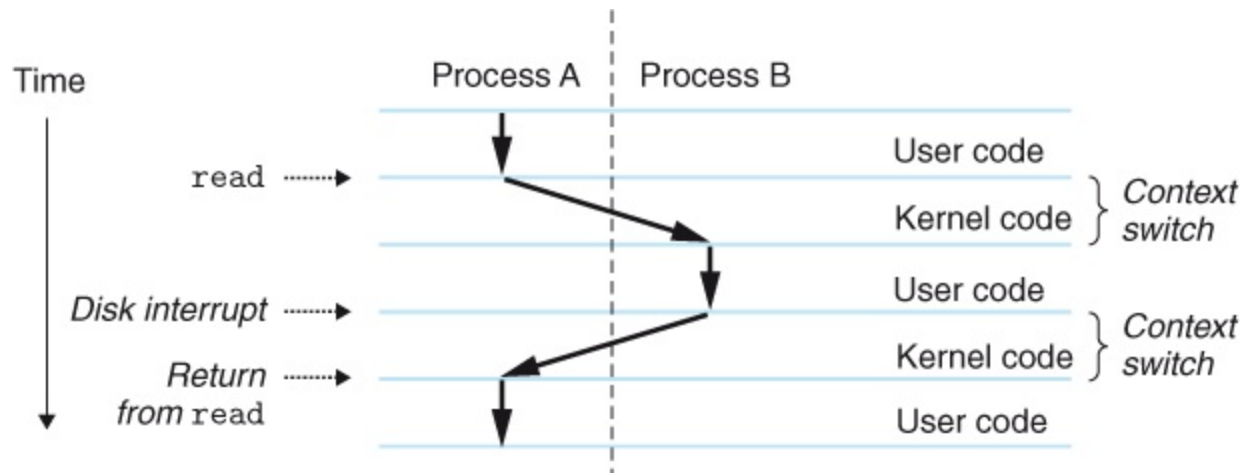 Time
Process A
Process B
User code
read
Kernel code
Context
switch
User code
Disk interrupt
Kernel code
Context
switch
Return
from read
User code